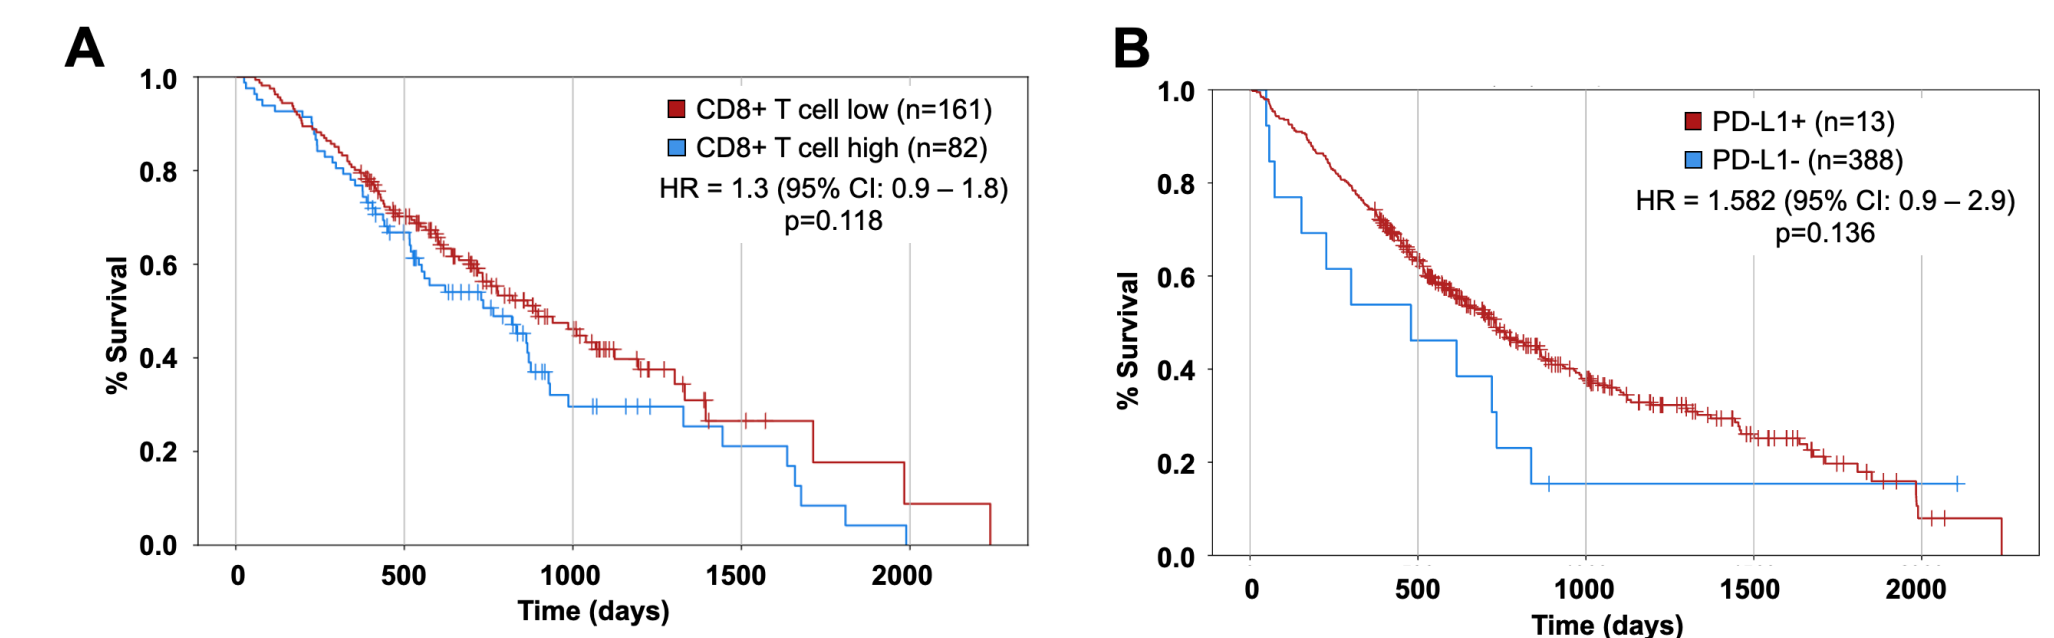 A
1.0
0.8
0.6
0.4
0.2
0.0
% Survival
CD8+ T cell low (n=161)
CD8+ T cell high (n=82)
HR = 1.3 (95% CI: 0.9 – 1.8)
p=0.118
0 500 1000 1500 2000
Time (days)
B
1.0
0.8
0.6
0.4
0.2
0.0
% Survival
PD-L1+ (n=13)
PD-L1- (n=388)
HR = 1.582 (95% CI: 0.9 – 2.9)
p=0.136
0 500 1000 1500 2000
Time (days)